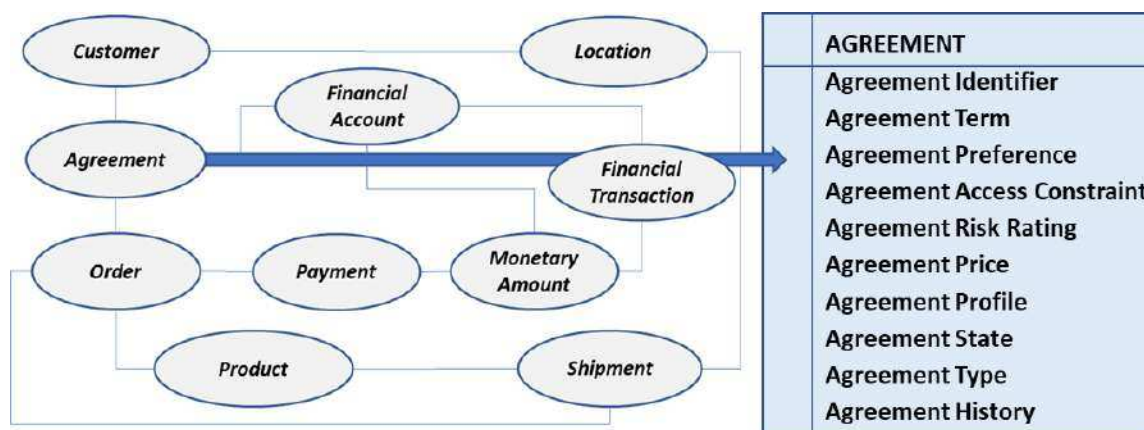 Customer
Location
Financial
Account
Agreement
Financial
Transaction
Order
Payment
Monetary
Amount
Product
Shipment
AGREEMENT
Agreement Identifier
Agreement Term
Agreement Preference
Agreement Access Constraint
Agreement Risk Rating
Agreement Price
Agreement Profile
Agreement State
Agreement Type
Agreement History